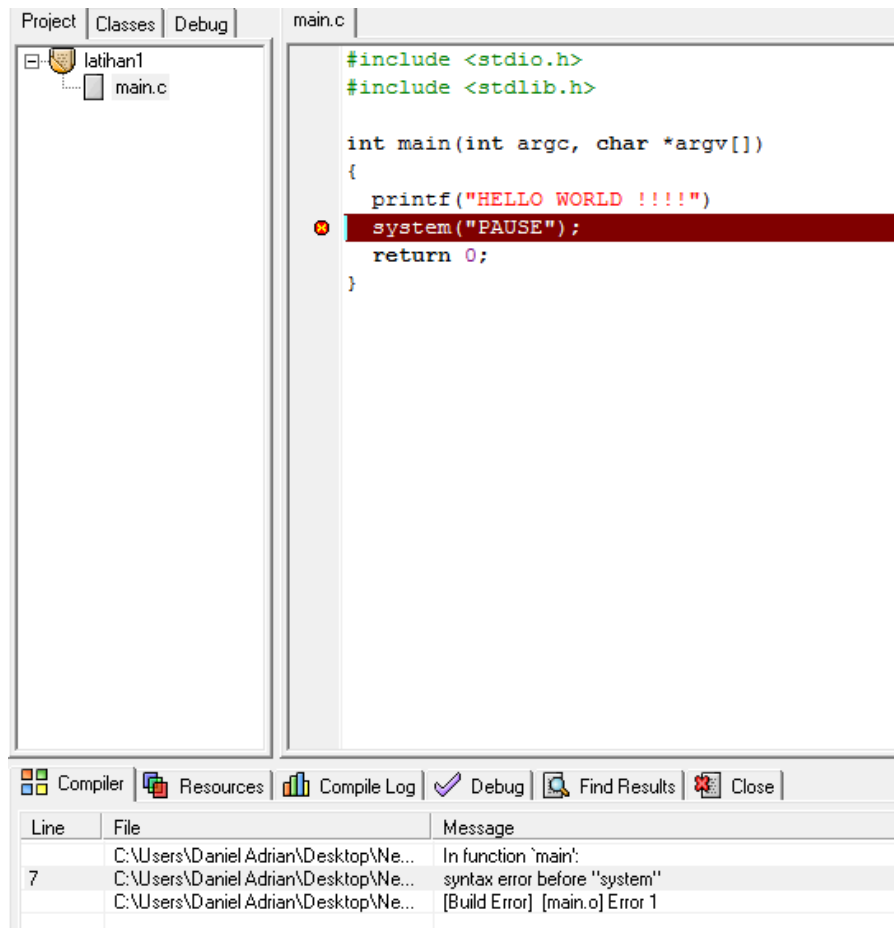 Project Classes Debug
latihan1
main.c
main.c
#include <stdio.h>
#include <stdlib.h>
int main(int argc, char *argv[])
{
printf("HELLO WORLD !!!!")
system("PAUSE");
return 0;
}
Compiler Resources Compile Log Debug Find Results Close
Line File Message
C:\Users\Daniel Adrian\Desktop\Ne... In function `main':
7 C:\Users\Daniel Adrian\Desktop\Ne... syntax error before "system"
C:\Users\Daniel Adrian\Desktop\Ne... [Build Error] [main.o] Error 1